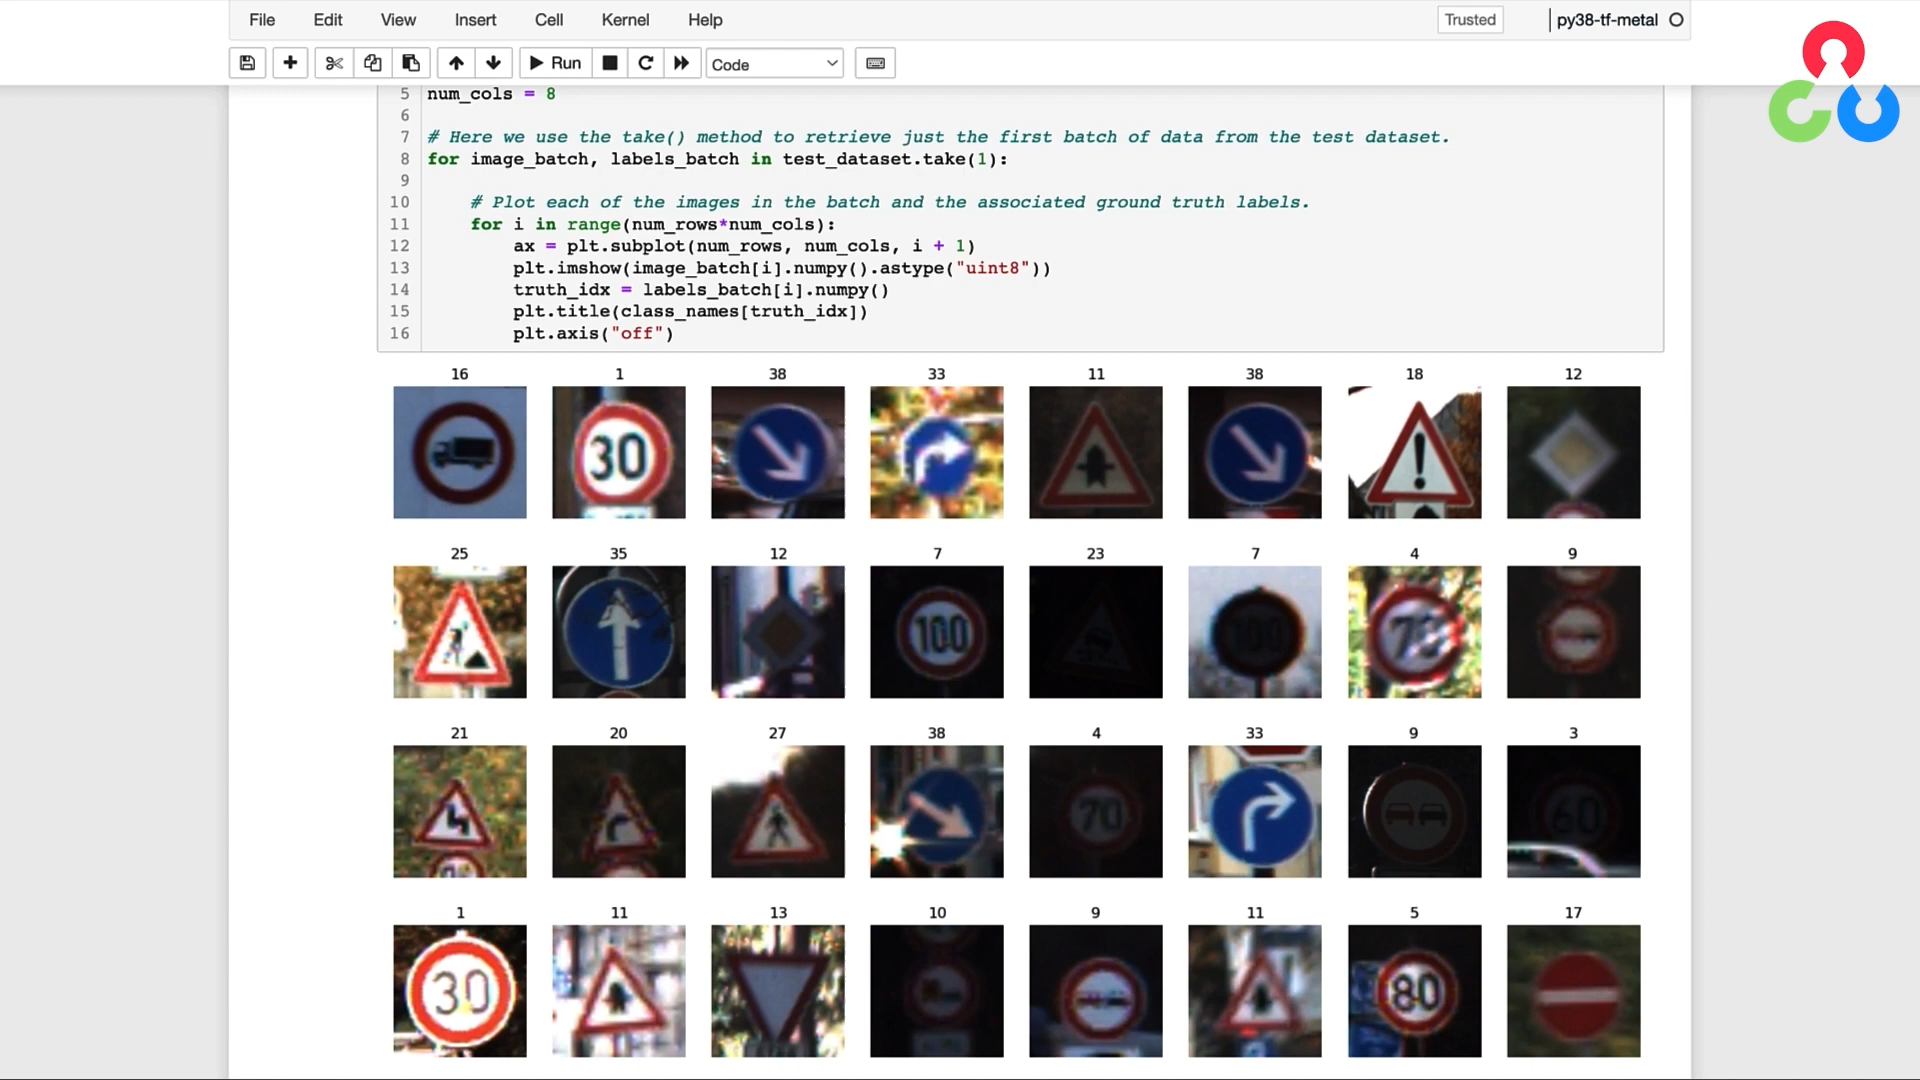 File Edit View Insert Cell Kernel Help Trusted py38-tf-metal
Run Code
5 num_cols = 8
6
7 # Here we use the take() method to retrieve just the first batch of data from the test dataset.
8 for image_batch, labels_batch in test_dataset.take(1):
9
10 # Plot each of the images in the batch and the associated ground truth labels.
11 for i in range(num_rows*num_cols):
12 ax = plt.subplot(num_rows, num_cols, i + 1)
13 plt.imshow(image_batch[i].numpy().astype("uint8"))
14 truth_idx = labels_batch[i].numpy()
15 plt.title(class_names[truth_idx])
16 plt.axis("off")
16 1 38 33 11 38 18 12
30
25 35 12 7 23 7 4 9
100 100 70
21 20 27 38 4 33 9 3
70 60
1 11 13 10 9 11 5 17
30 80